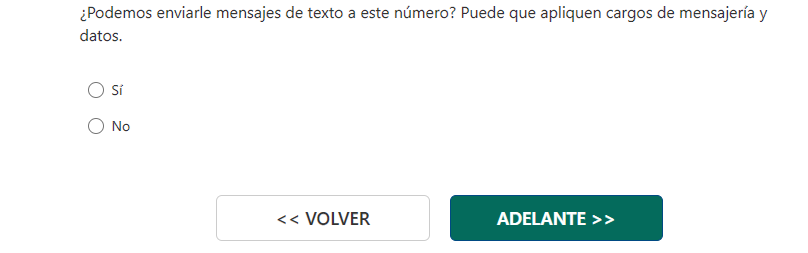 ¿Podemos enviarle mensajes de texto a este número? Puede que apliquen cargos de mensajería y
datos.
Sí
No
<< VOLVER
ADELANTE >>